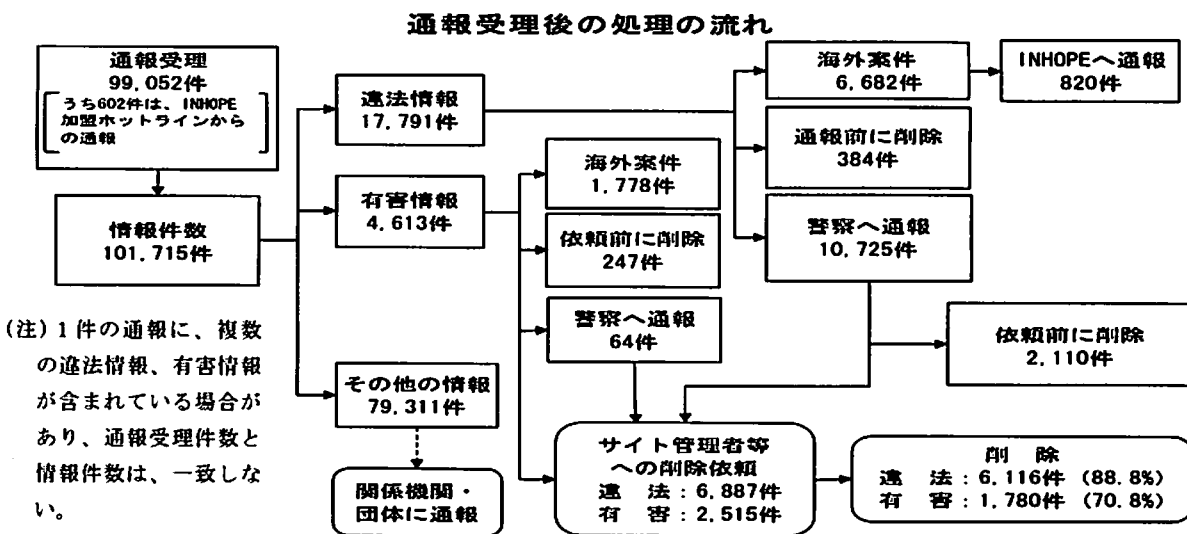 通報受理後の処理の流れ
通報受理
99,052件
うち602件は、INHOPE
加盟ホットラインから
の通報
情報件数
101,715件
違法情報
17,791件
有害情報
4,613件
その他の情報
79,311件
関係機関・
団体に通報
海外案件
1,778件
依頼前に削除
247件
警察へ通報
64件
海外案件
6,682件
INHOPEへ通報
820件
通報前に削除
384件
警察へ通報
10,725件
依頼前に削除
2,110件
サイト管理者等
への削除依頼
違 法:6,887件
有 害:2,515件
削 除
違 法:6,116件 (88.8%)
有 害:1,780件 (70.8%)
(注) 1件の通報に、複数
の違法情報、有害情報
が含まれている場合が
あり、通報受理件数と
情報件数は、一致しな
い。